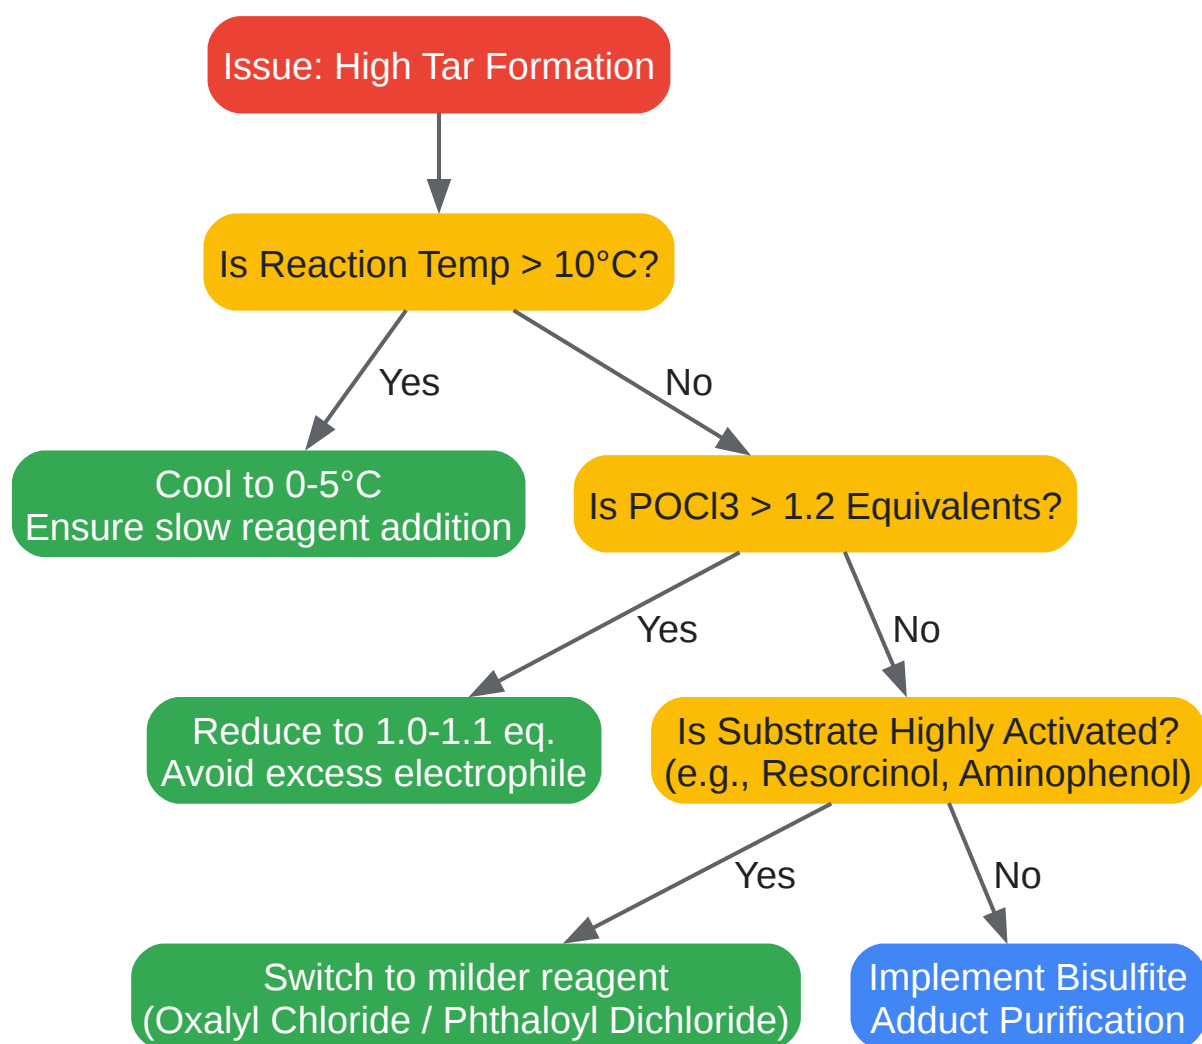 Issue: High Tar Formation
Is Reaction Temp > 10°C?
Yes
No
Cool to 0-5°C
Ensure slow reagent addition
Is POCl3 > 1.2 Equivalents?
Yes
No
Reduce to 1.0-1.1 eq.
Avoid excess electrophile
Is Substrate Highly Activated?
(e.g., Resorcinol, Aminophenol)
Yes
No
Switch to milder reagent
(Oxalyl Chloride / Phthaloyl Dichloride)
Implement Bisulfite
Adduct Purification